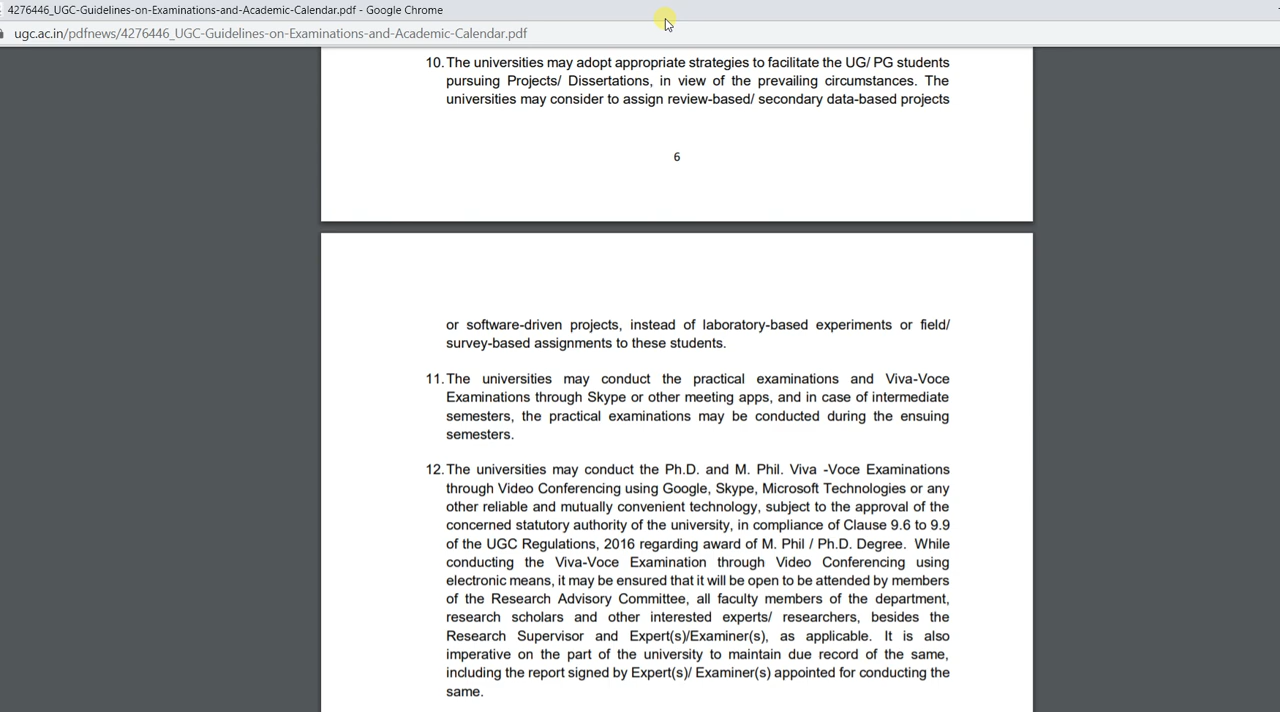 4276446_UGC-Guidelines-on-Examinations-and-Academic-Calendar.pdf - Google Chrome
ugc.ac.in/pdfnews/4276446_UGC-Guidelines-on-Examinations-and-Academic-Calendar.pdf
10. The universities may adopt appropriate strategies to facilitate the UG/ PG students
pursuing Projects/ Dissertations, in view of the prevailing circumstances. The
universities may consider to assign review-based/ secondary data-based projects
6
or software-driven projects, instead of laboratory-based experiments or field/
survey-based assignments to these students.
11. The universities may conduct the practical examinations and Viva-Voce
Examinations through Skype or other meeting apps, and in case of intermediate
semesters, the practical examinations may be conducted during the ensuing
semesters.
12. The universities may conduct the Ph.D. and M. Phil. Viva -Voce Examinations
through Video Conferencing using Google, Skype, Microsoft Technologies or any
other reliable and mutually convenient technology, subject to the approval of the
concerned statutory authority of the university, in compliance of Clause 9.6 to 9.9
of the UGC Regulations, 2016 regarding award of M. Phil / Ph.D. Degree. While
conducting the Viva-Voce Examination through Video Conferencing using
electronic means, it may be ensured that it will be open to be attended by members
of the Research Advisory Committee, all faculty members of the department,
research scholars and other interested experts/ researchers, besides the
Research Supervisor and Expert(s)/Examiner(s), as applicable. It is also
imperative on the part of the university to maintain due record of the same,
including the report signed by Expert(s)/ Examiner(s) appointed for conducting the
same.